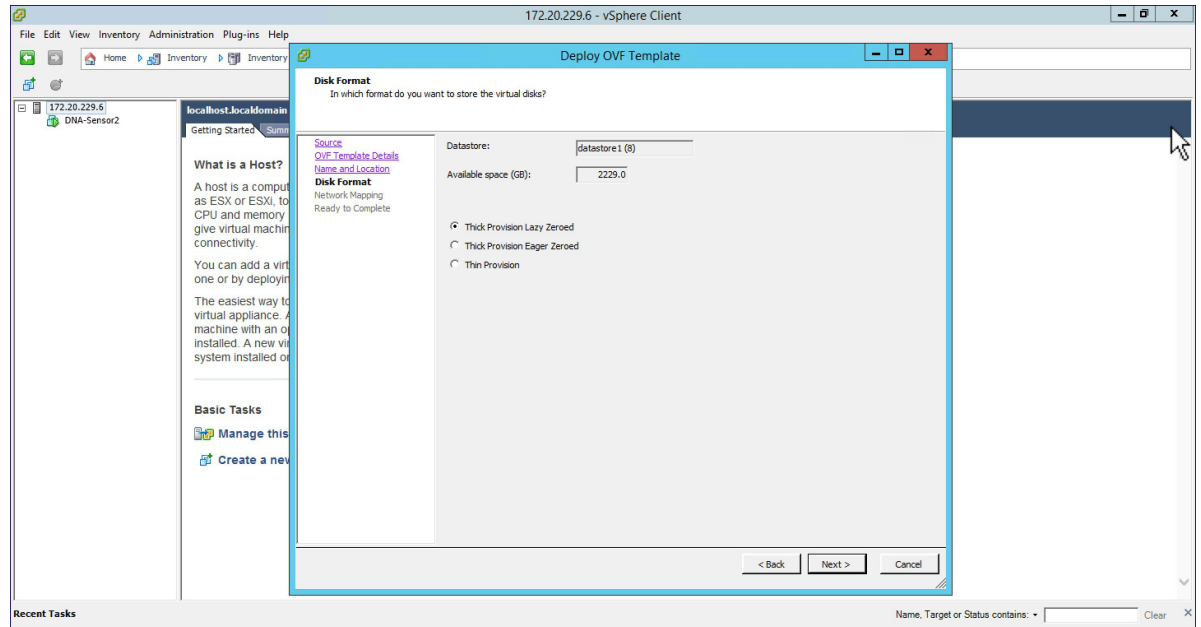 172.20.229.6 - vSphere Client
File Edit View Inventory Administration Plug-ins Help
Home Inventory Inventory
172.20.229.6
DNA-Sensor2
localhost.localdomain
Getting Started Summ
What is a Host?
A host is a comput
as ESX or ESXi, to
CPU and memory
give virtual machin
connectivity.
You can add a virt
one or by deployin
The easiest way to
virtual appliance. A
machine with an op
installed. A new vir
system installed or
Basic Tasks
Manage this
Create a new
Deploy OVF Template
Disk Format
In which format do you want to store the virtual disks?
Source
OVF Template Details
Name and Location
Disk Format
Network Mapping
Ready to Complete
Datastore: datastore1 (8)
Available space (GB): 2229.0
Thick Provision Lazy Zeroed
Thick Provision Eager Zeroed
Thin Provision
< Back Next > Cancel
Recent Tasks
Name, Target or Status contains: Clear